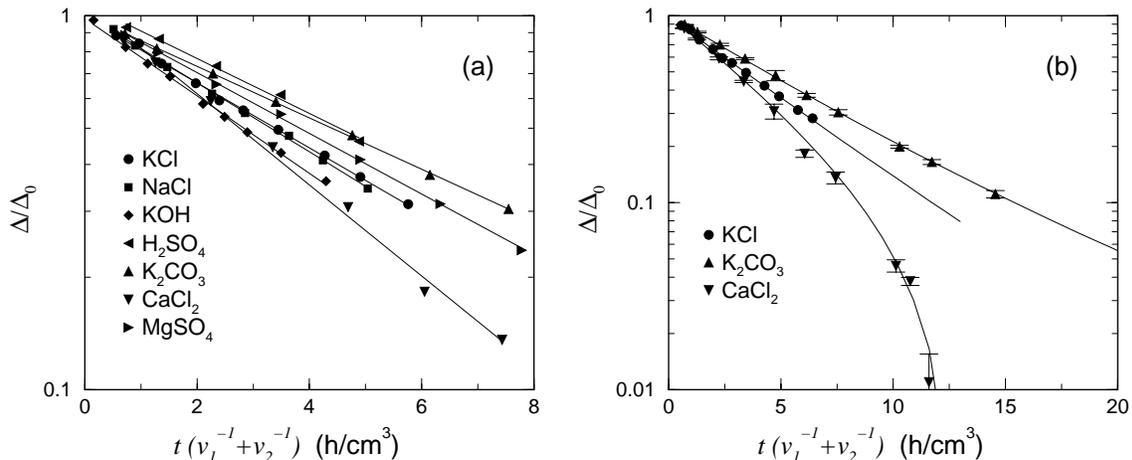 1
0.1
0 2 4 6 8
Δ/Δ₀
t (v₁⁻¹+v₂⁻¹) (h/cm³)
(a)
KCl
NaCl
KOH
H₂SO₄
K₂CO₃
CaCl₂
MgSO₄
1
0.1
0.01
0 5 10 15 20
Δ/Δ₀
t (v₁⁻¹+v₂⁻¹) (h/cm³)
(b)
KCl
K₂CO₃
CaCl₂